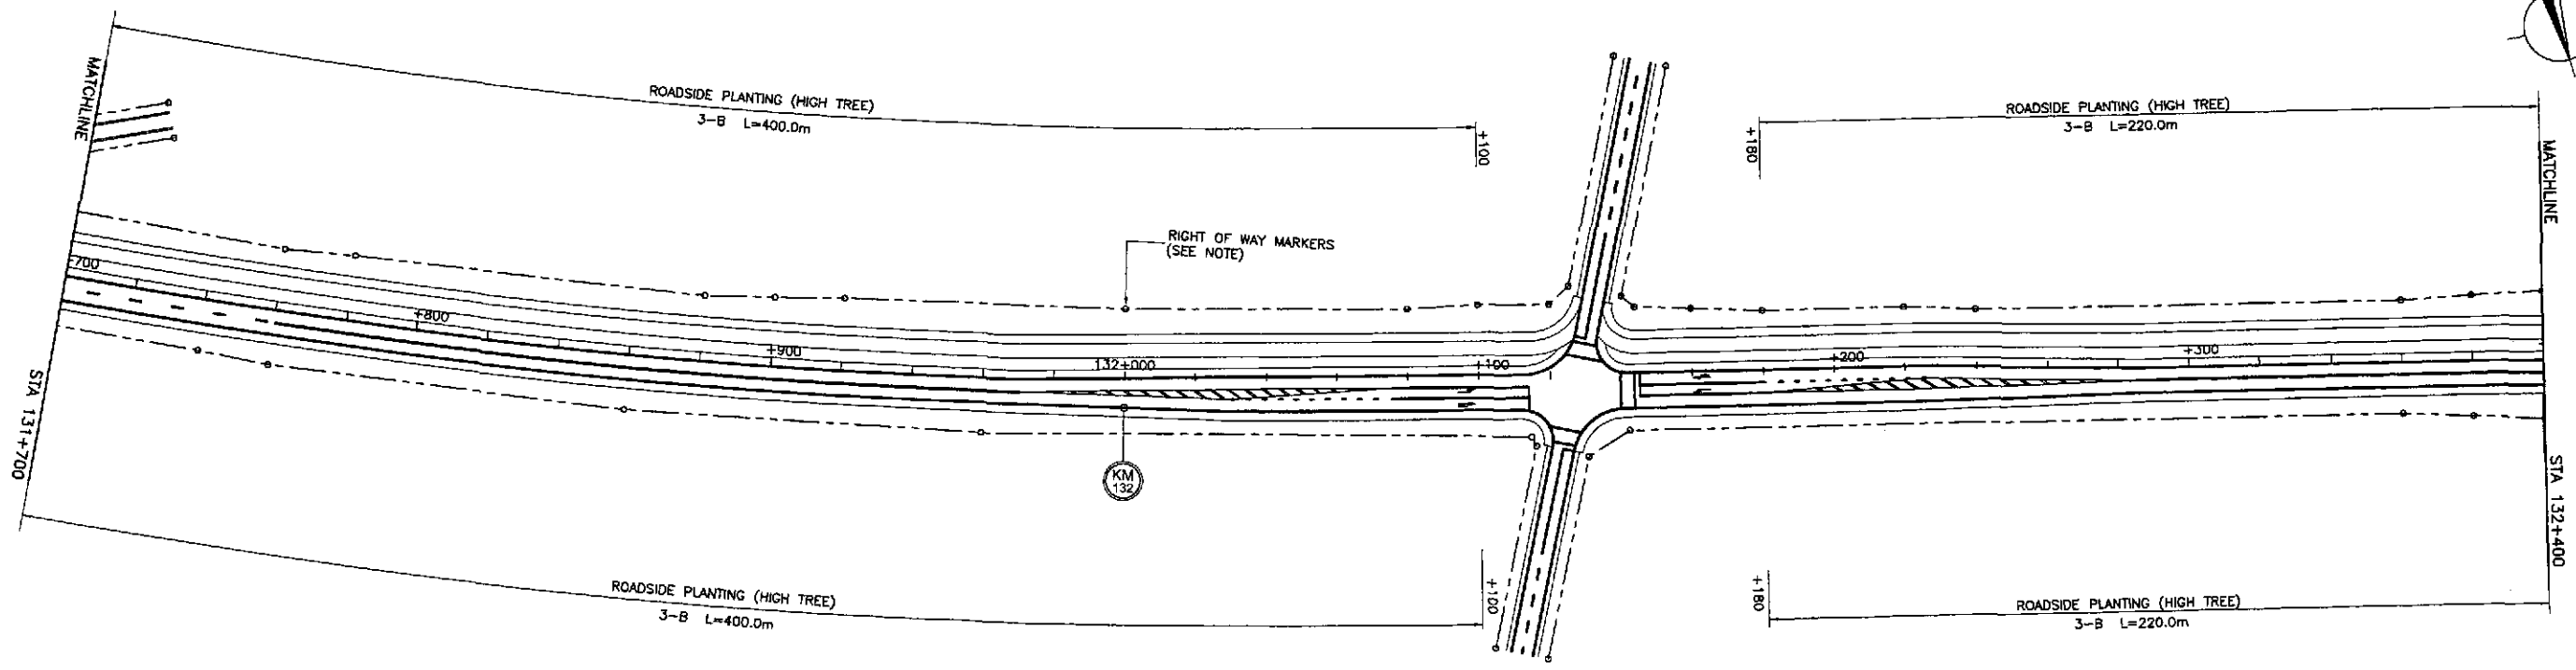 MATCHLINE
STA 131+700
ROADSIDE PLANTING (HIGH TREE)
3-B L=400.0m
+100
+180
ROADSIDE PLANTING (HIGH TREE)
3-B L=220.0m
MATCHLINE
STA 132+400
RIGHT OF WAY MARKERS
(SEE NOTE)
+700
+800
+900
132+000
+100
+200
+300
KM
132
ROADSIDE PLANTING (HIGH TREE)
3-B L=400.0m
+100
+180
ROADSIDE PLANTING (HIGH TREE)
3-B L=220.0m